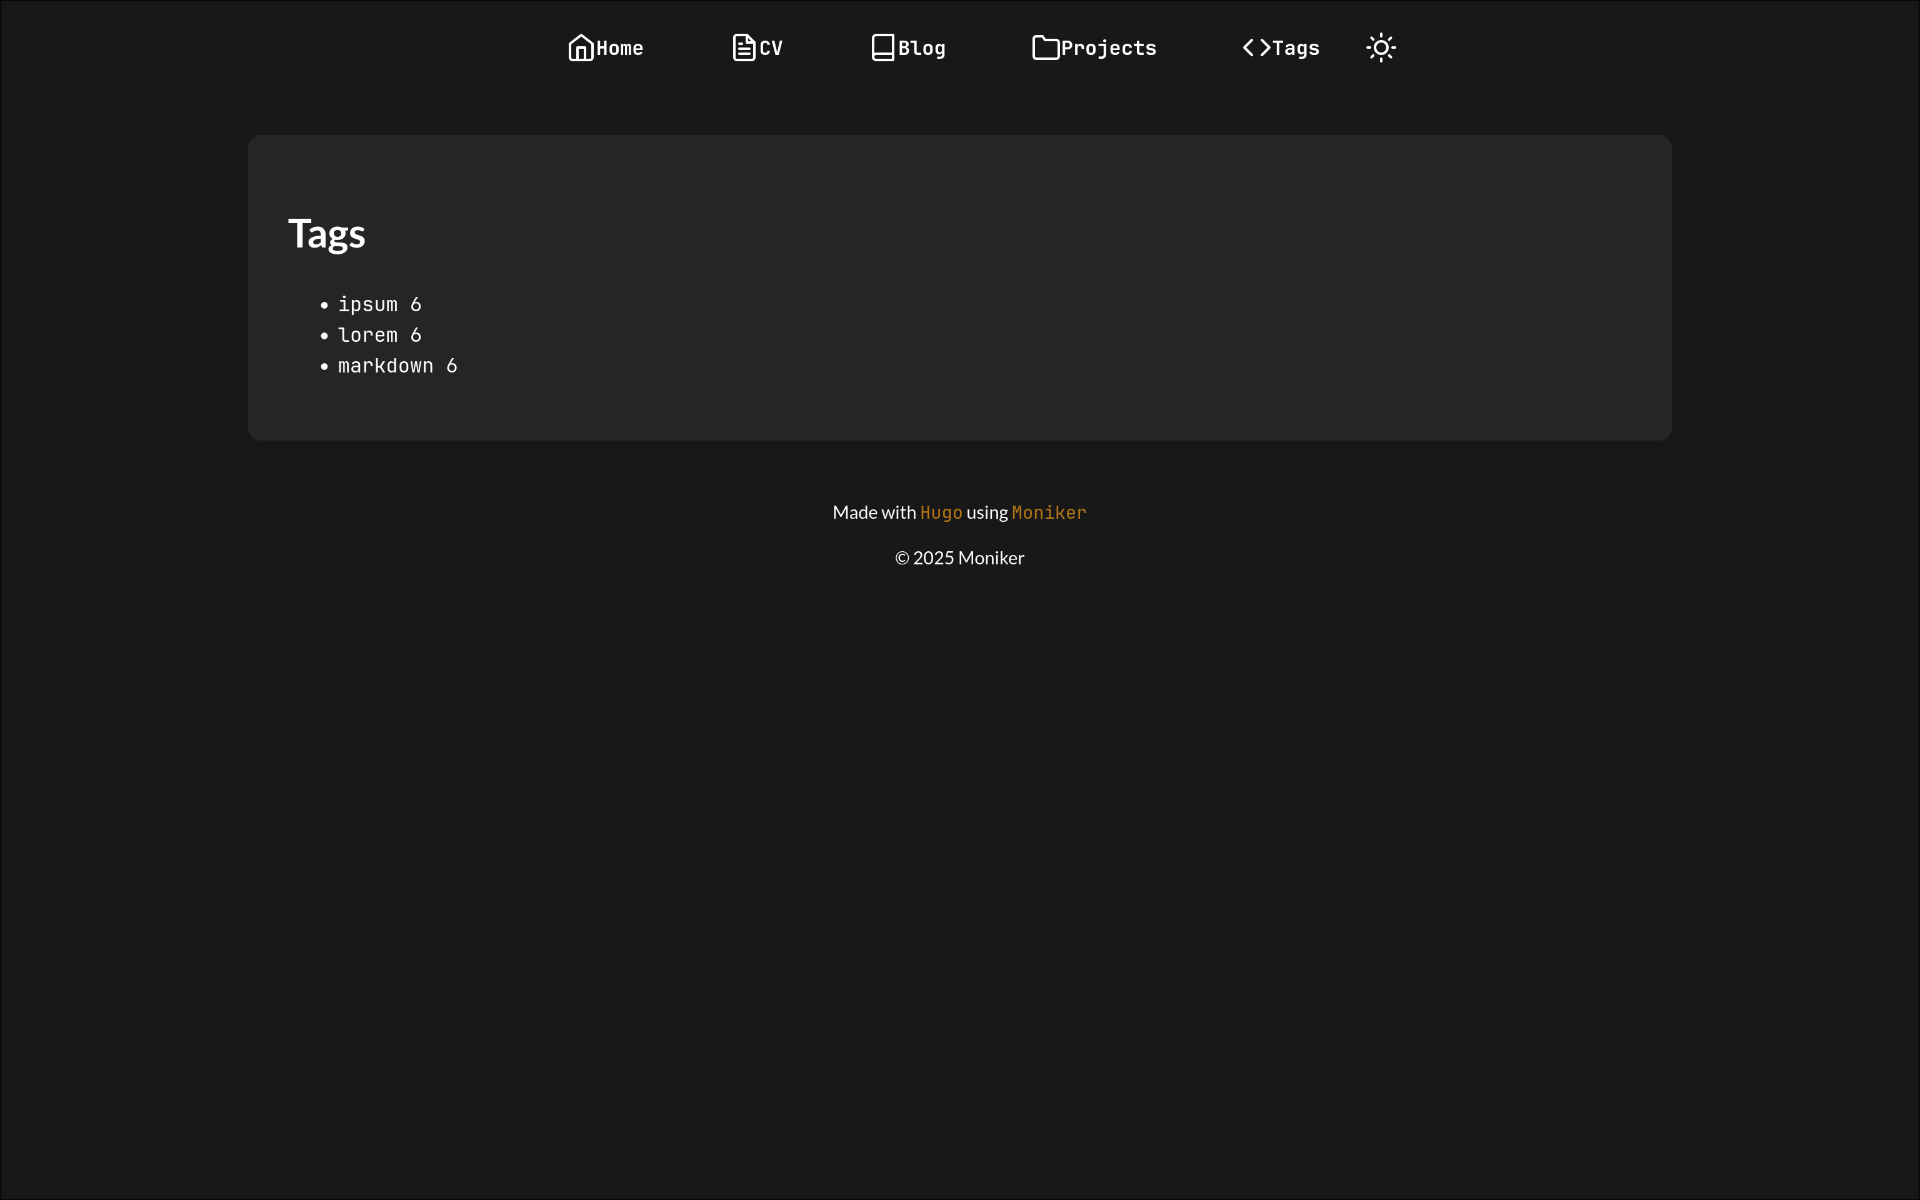 Home CV Blog Projects Tags
Tags
• ipsum 6
• lorem 6
• markdown 6
Made with Hugo using Moniker
© 2025 Moniker